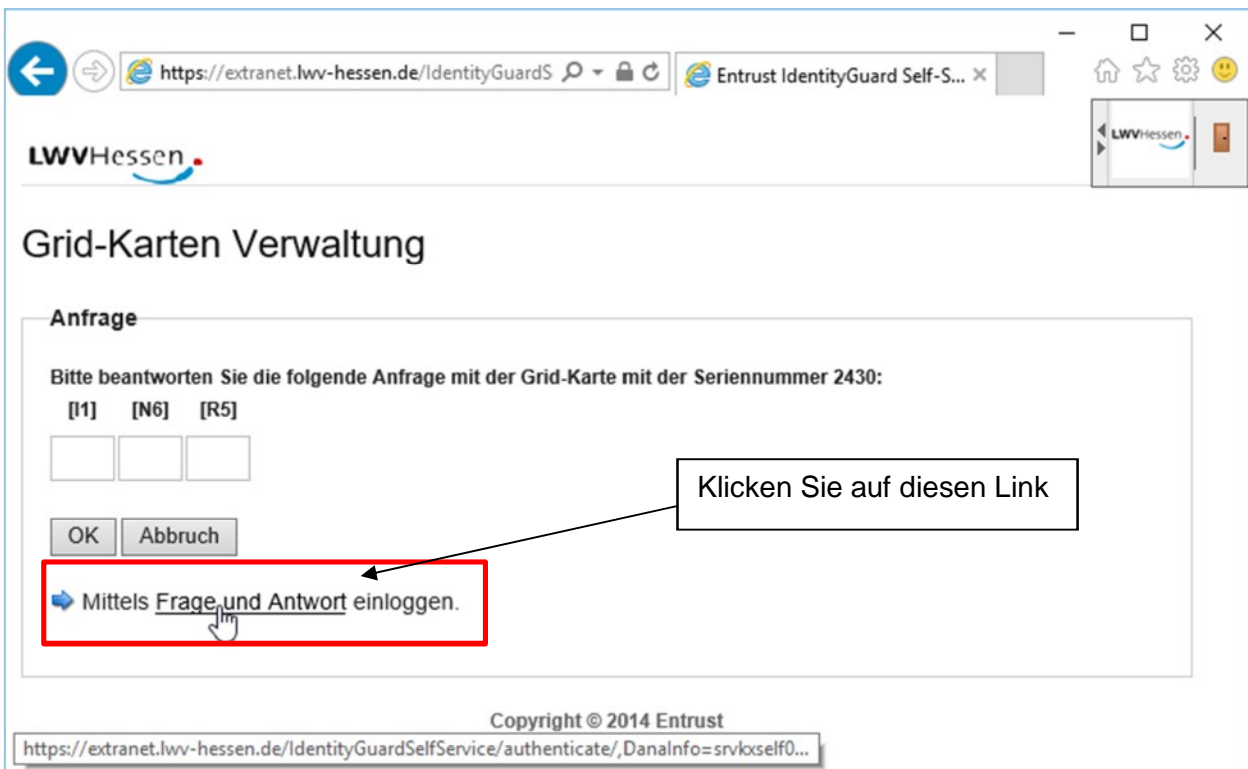 https://extranet.lwv-hessen.de/IdentityGuardS
Entrust IdentityGuard Self-S...
LWVHessen
LWVHessen
Grid-Karten Verwaltung
Anfrage
Bitte beantworten Sie die folgende Anfrage mit der Grid-Karte mit der Seriennummer 2430:
[I1] [N6] [R5]
Klicken Sie auf diesen Link
OK Abbruch
Mittels Frage und Antwort einloggen.
Copyright © 2014 Entrust
https://extranet.lwv-hessen.de/IdentityGuardSelfService/authenticate/,DanaInfo=srvkxself0...